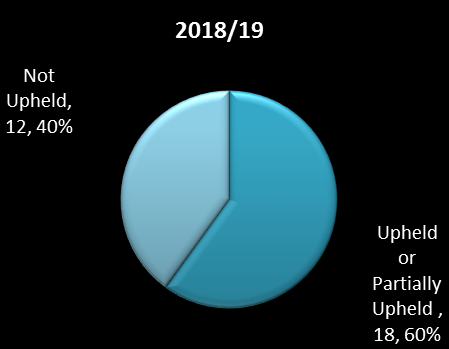 2018/19
Not
Upheld,
12, 40%
Upheld
or
Partially
Upheld ,
18, 60%